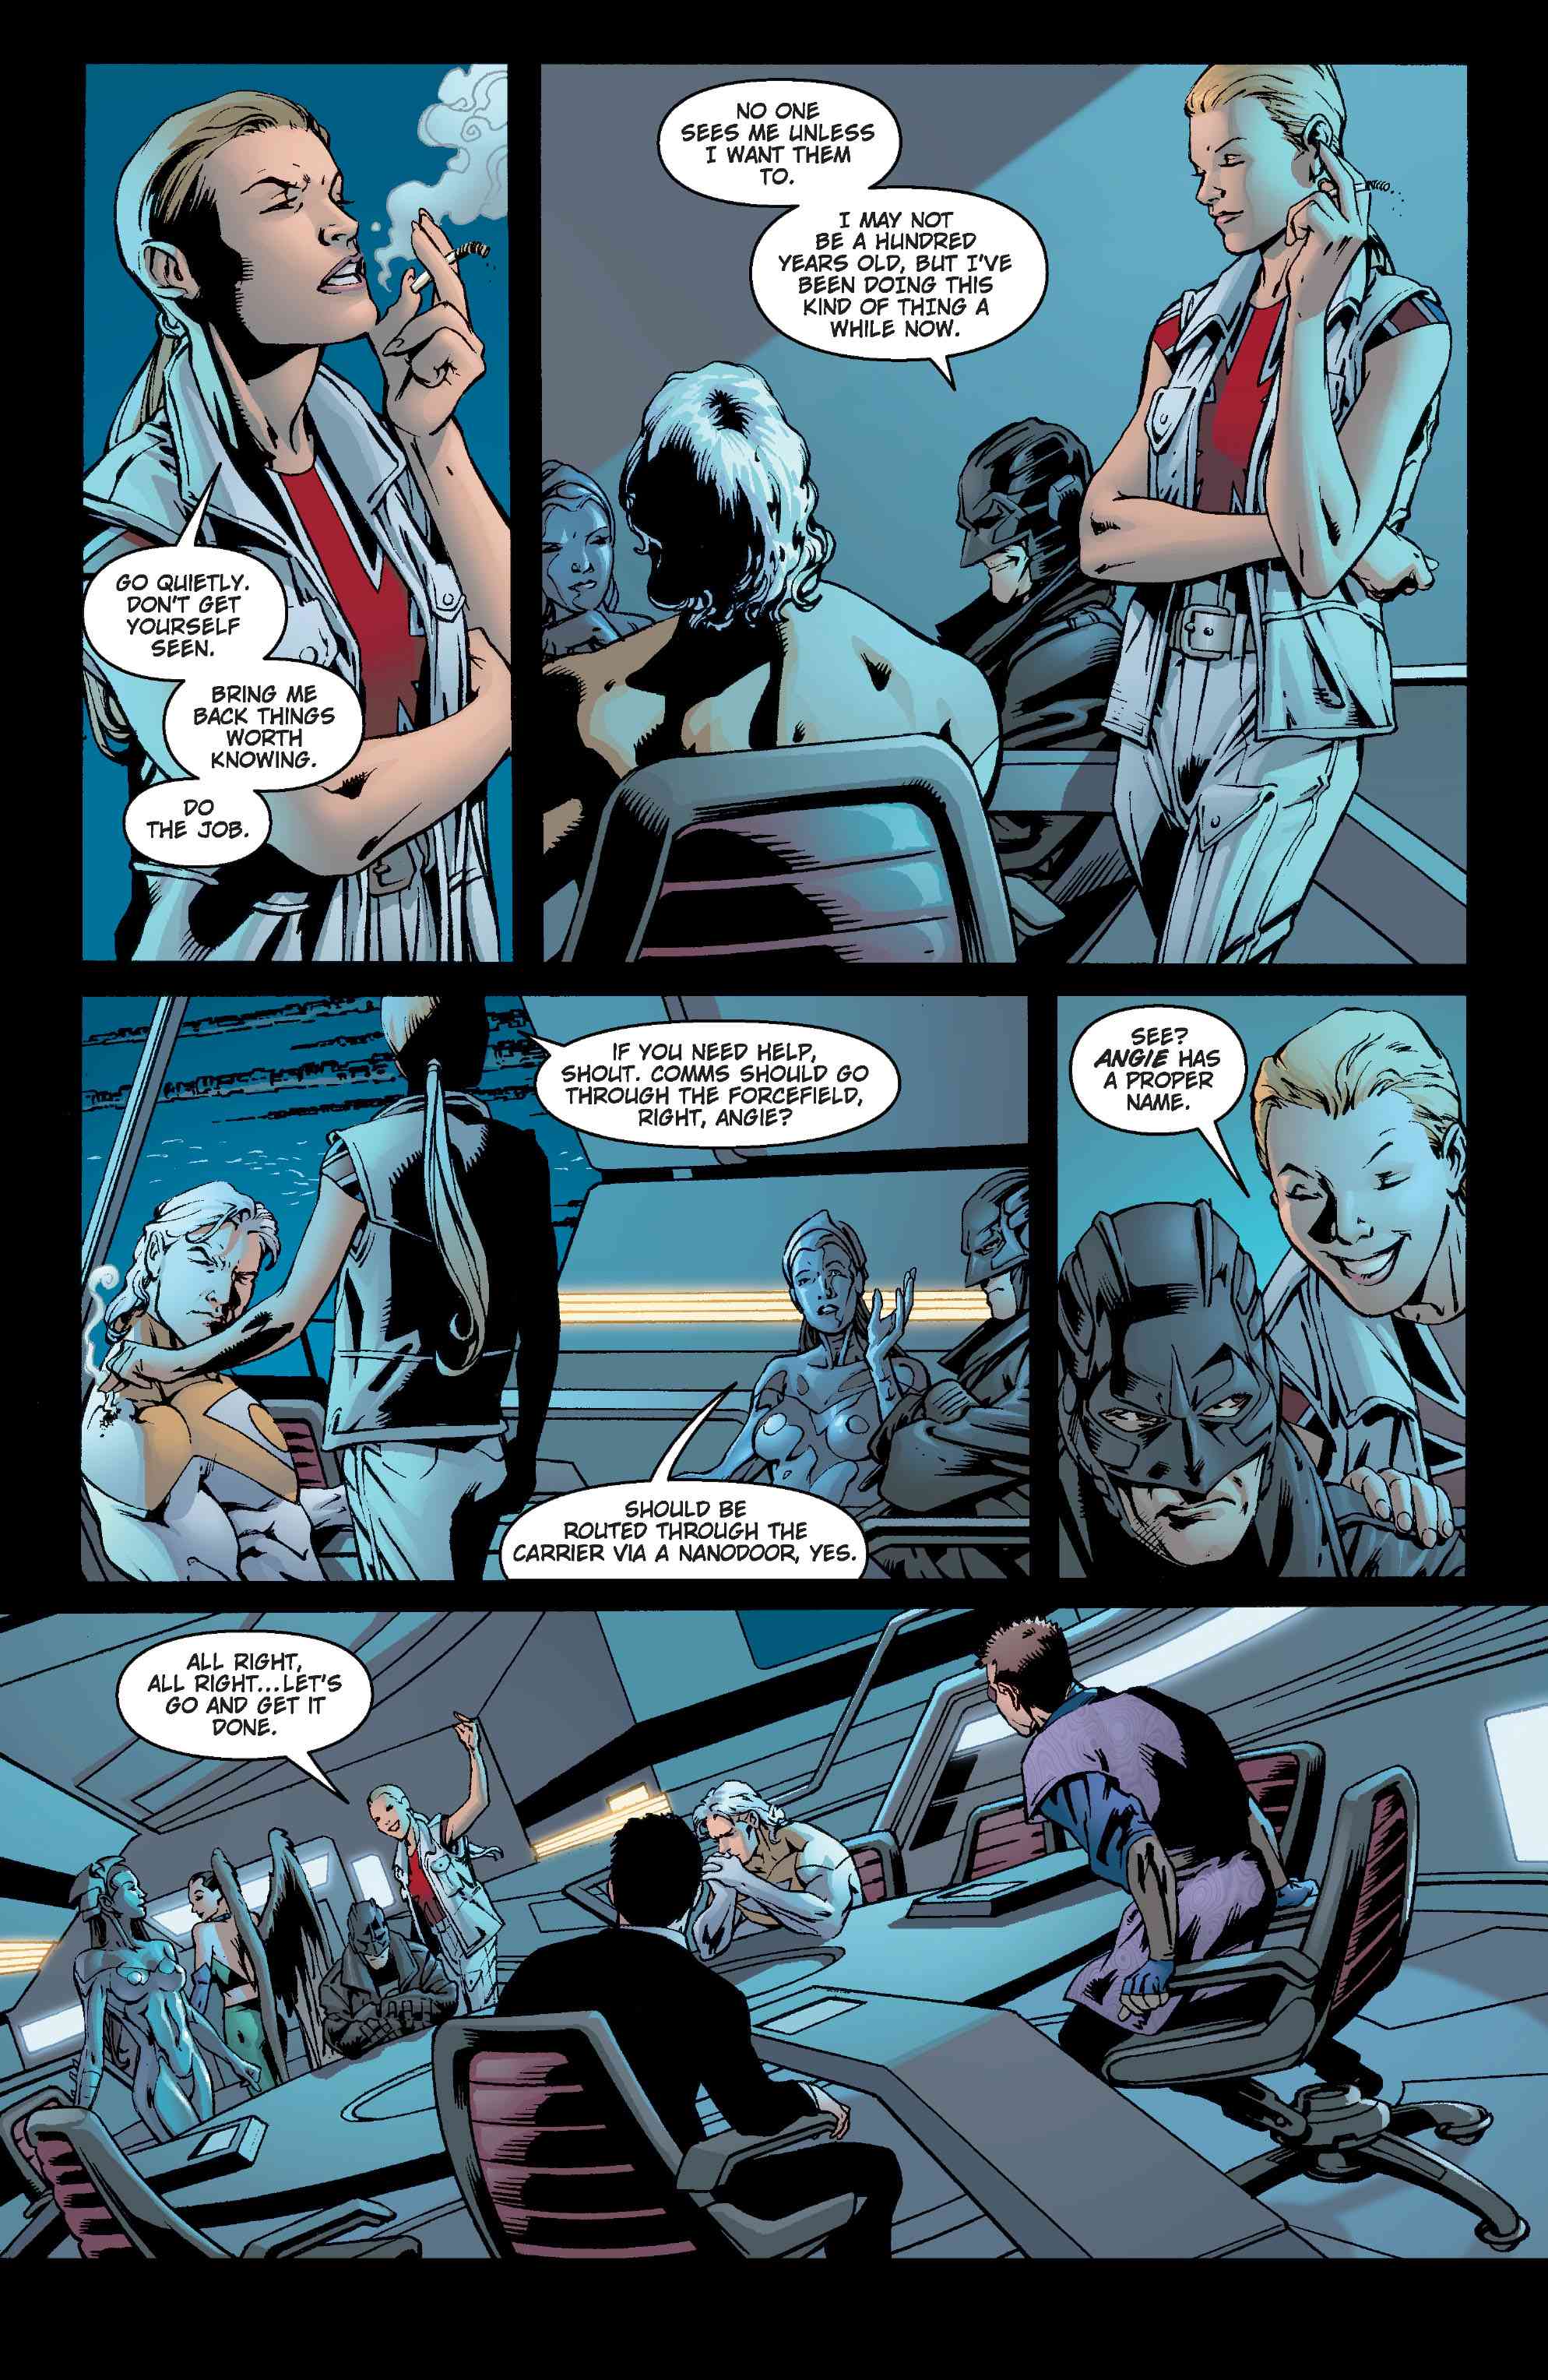 GO QUIETLY.
DON'T GET
YOURSELF
SEEN.
BRING ME
BACK THINGS
WORTH
KNOWING.
DO
THE JOB.
NO ONE
SEES ME UNLESS
I WANT THEM
TO.
I MAY NOT
BE A HUNDRED
YEARS OLD, BUT I'VE
BEEN DOING THIS
KIND OF THING A
WHILE NOW.
IF YOU NEED HELP,
SHOUT. COMMS SHOULD GO
THROUGH THE FORCEFIELD,
RIGHT, ANGIE?
SHOULD BE
ROUTED THROUGH THE
CARRIER VIA A NANODOOR, YES.
SEE?
ANGIE HAS
A PROPER
NAME.
ALL RIGHT,
ALL RIGHT...LET'S
GO AND GET IT
DONE.